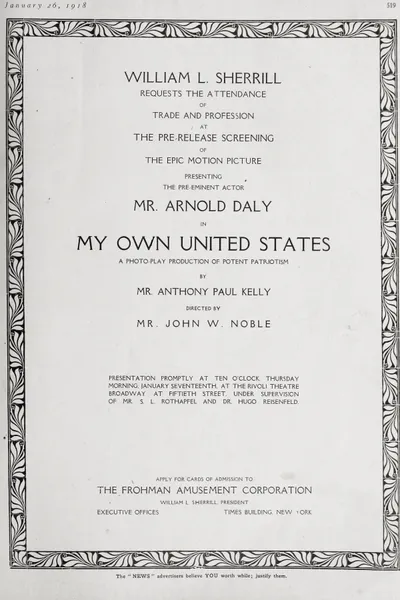 January 26, 1918
519
WILLIAM L. SHERRILL
REQUESTS THE ATTENDANCE
OF
TRADE AND PROFESSION
AT
THE PRE-RELEASE SCREENING
OF
THE EPIC MOTION PICTURE
PRESENTING
THE PRE-EMINENT ACTOR
MR. ARNOLD DALY
IN
MY OWN UNITED STATES
A PHOTO-PLAY PRODUCTION OF POTENT PATRIOTISM
BY
MR. ANTHONY PAUL KELLY
DIRECTED BY
MR. JOHN W. NOBLE
PRESENTATION PROMPTLY AT TEN O'CLOCK, THURSDAY
MORNING, JANUARY SEVENTEENTH, AT THE RIVOLI THEATRE
BROADWAY AT FIFTIETH STREET, UNDER SUPERVISION
OF MR. S. L. ROTHAPFEL AND DR. HUGO REISENFELD.
APPLY FOR CARDS OF ADMISSION TO
THE FROHMAN AMUSEMENT CORPORATION
WILLIAM L. SHERRILL, PRESIDENT
EXECUTIVE OFFICES TIMES BUILDING, NEW YORK
The "NEWS" advertisers believe YOU worth while; justify them.